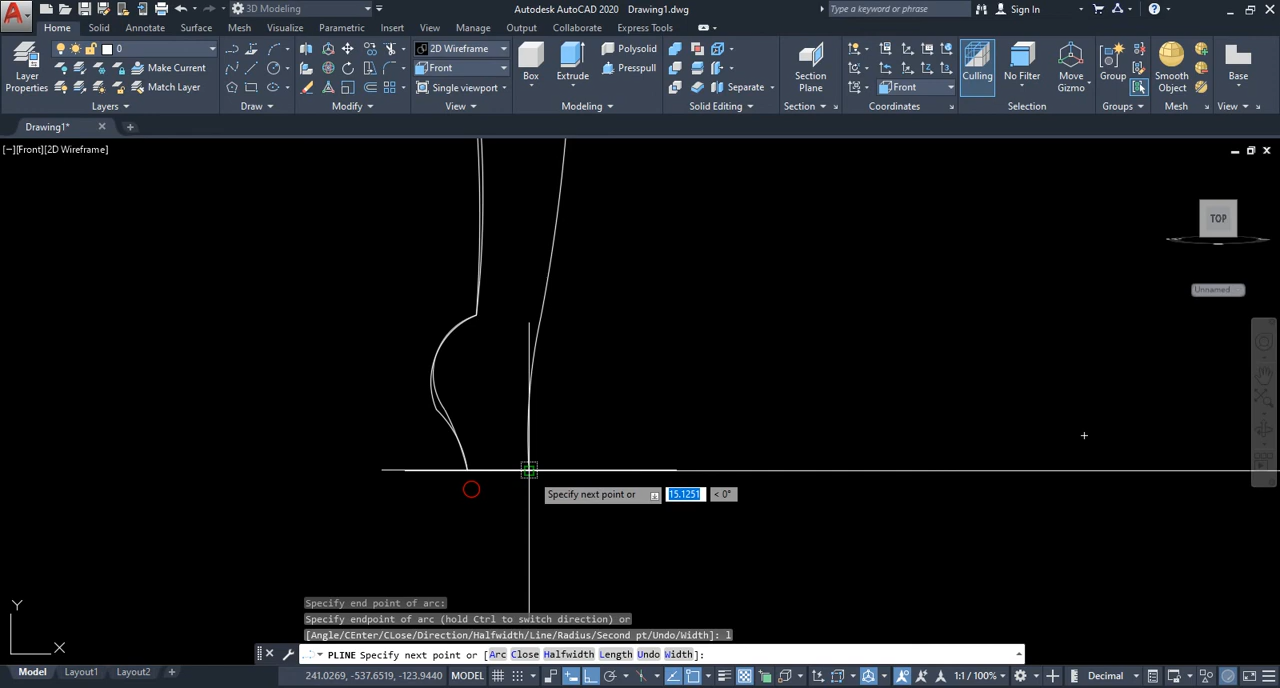 3D Modeling
Autodesk AutoCAD 2020 Drawing1.dwg
Type a keyword or phrase
Sign In
Home Solid Annotate Surface Mesh Visualize Parametric Insert View Output Collaborate Express Tools
0
2D Wireframe
Polysolid
Make Current
Front
Presspull
Layer
Properties
Match Layer
Single viewport
Box
Extrude
Separate
Section
Plane
Front
Culling
No Filter
Move
Gizmo
Group
Smooth
Object
Base
Layers
Draw
Modify
View
Modeling
Solid Editing
Section
Coordinates
Selection
Groups
Mesh
View
Drawing1*
[−][Front][2D Wireframe]
TOP
Unnamed
Specify next point or
15.1251
< 0°
Specify end point of arc:
Specify endpoint of arc (hold Ctrl to switch direction) or
[Angle/CEnter/CLose/Direction/Halfwidth/Line/Radius/Second pt/Undo/Width]: l
PLINE Specify next point or [Arc Close Halfwidth Length Undo Width]:
Y
X
Model Layout1 Layout2
241.0269, -537.6519, -123.9440 MODEL
1:1 / 100%
Decimal